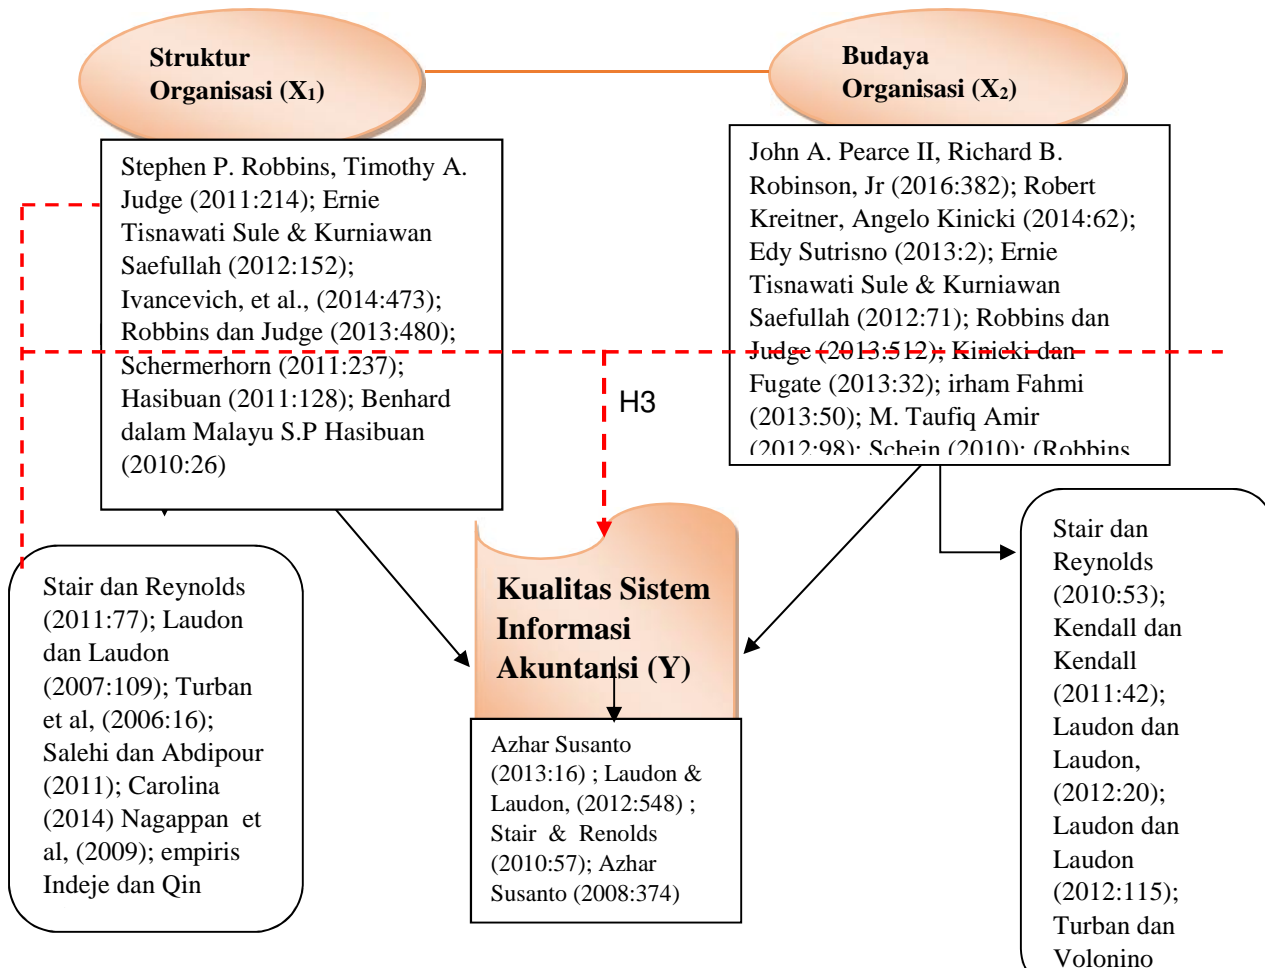 Struktur
Organisasi (X1)
Budaya
Organisasi (X2)
Stephen P. Robbins, Timothy A.
Judge (2011:214); Ernie
Tisnawati Sule & Kurniawan
Saefullah (2012:152);
Ivancevich, et al., (2014:473);
Robbins dan Judge (2013:480);
Schermerhorn (2011:237);
Hasibuan (2011:128); Benhard
dalam Malayu S.P Hasibuan
(2010:26)
John A. Pearce II, Richard B.
Robinson, Jr (2016:382); Robert
Kreitner, Angelo Kinicki (2014:62);
Edy Sutrisno (2013:2); Ernie
Tisnawati Sule & Kurniawan
Saefullah (2012:71); Robbins dan
Judge (2013:512); Kinicki dan
Fugate (2013:32); irham Fahmi
(2013:50); M. Taufiq Amir
(2012:98); Schein (2010); (Robbins
H3
Stair dan Reynolds
(2011:77); Laudon
dan Laudon
(2007:109); Turban
et al, (2006:16);
Salehi dan Abdipour
(2011); Carolina
(2014) Nagappan et
al, (2009); empiris
Indeje dan Qin
Kualitas Sistem
Informasi
Akuntansi (Y)
Azhar Susanto
(2013:16) ; Laudon &
Laudon, (2012:548) ;
Stair & Renolds
(2010:57); Azhar
Susanto (2008:374)
Stair dan
Reynolds
(2010:53);
Kendall dan
Kendall
(2011:42);
Laudon dan
Laudon,
(2012:20);
Laudon dan
Laudon
(2012:115);
Turban dan
Volonino